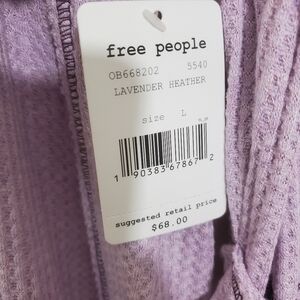 free people
OB668202 5540
LAVENDER HEATHER
size L
1 90383 67867 2
suggested retail price
$68.00